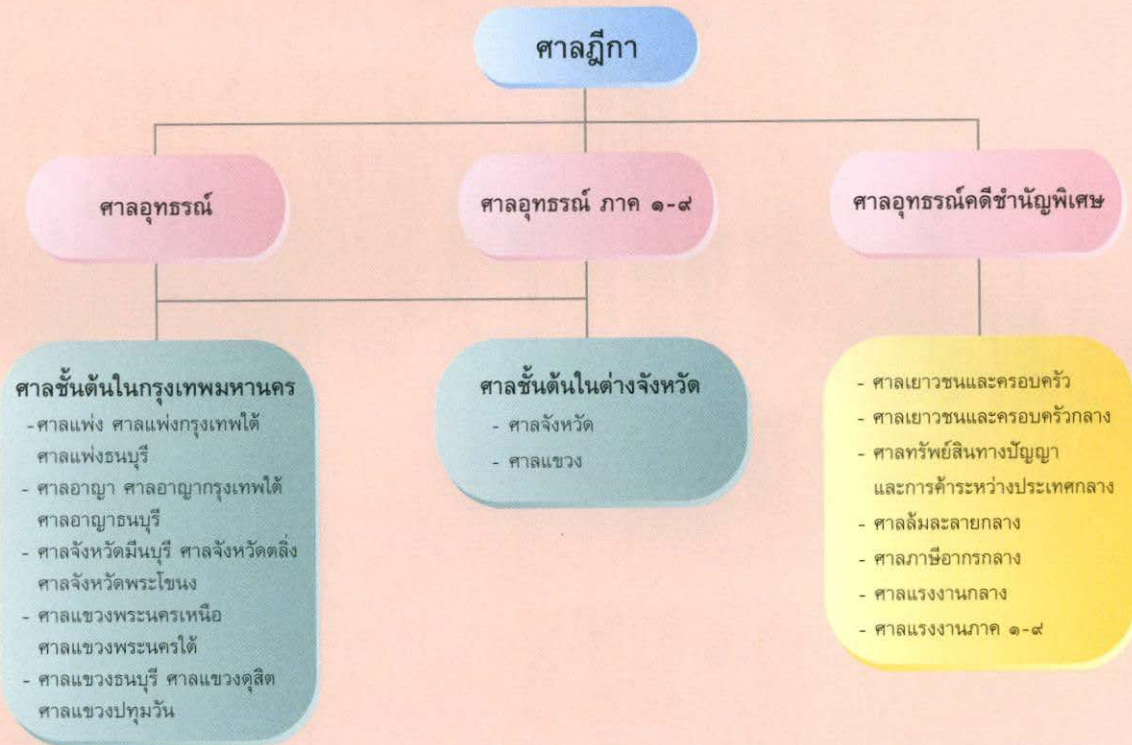 ศาลฎีกา
ศาลอุทธรณ์
ศาลอุทธรณ์ ภาค ๑-๙
ศาลอุทธรณ์คดีชำนัญพิเศษ
ศาลชั้นต้นในกรุงเทพมหานคร
-ศาลแพ่ง ศาลแพ่งกรุงเทพใต้
ศาลแพ่งธนบุรี
- ศาลอาญา ศาลอาญากรุงเทพใต้
ศาลอาญาธนบุรี
- ศาลจังหวัดมีนบุรี ศาลจังหวัดตลิ่ง
ศาลจังหวัดพระโขนง
- ศาลแขวงพระนครเหนือ
ศาลแขวงพระนครใต้
- ศาลแขวงธนบุรี ศาลแขวงดุสิต
ศาลแขวงปทุมวัน
ศาลชั้นต้นในต่างจังหวัด
- ศาลจังหวัด
- ศาลแขวง
- ศาลเยาวชนและครอบครัว
- ศาลเยาวชนและครอบครัวกลาง
- ศาลทรัพย์สินทางปัญญา
และการค้าระหว่างประเทศกลาง
- ศาลล้มละลายกลาง
- ศาลภาษีอากรกลาง
- ศาลแรงงานกลาง
- ศาลแรงงานภาค ๑-๙